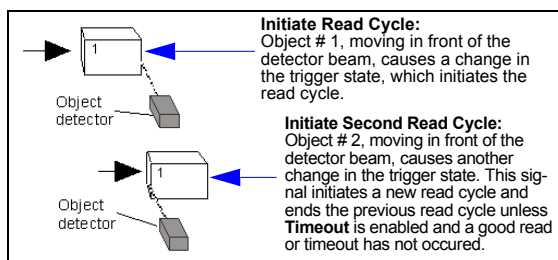 Initiate Read Cycle:
Object # 1, moving in front of the
detector beam, causes a change in
the trigger state, which initiates the
read cycle.
1
Object
detector
Initiate Second Read Cycle:
Object # 2, moving in front of the
detector beam, causes another
change in the trigger state. This sig-
nal initiates a new read cycle and
ends the previous read cycle unless
Timeout is enabled and a good read
or timeout has not occured.
1
Object
detector